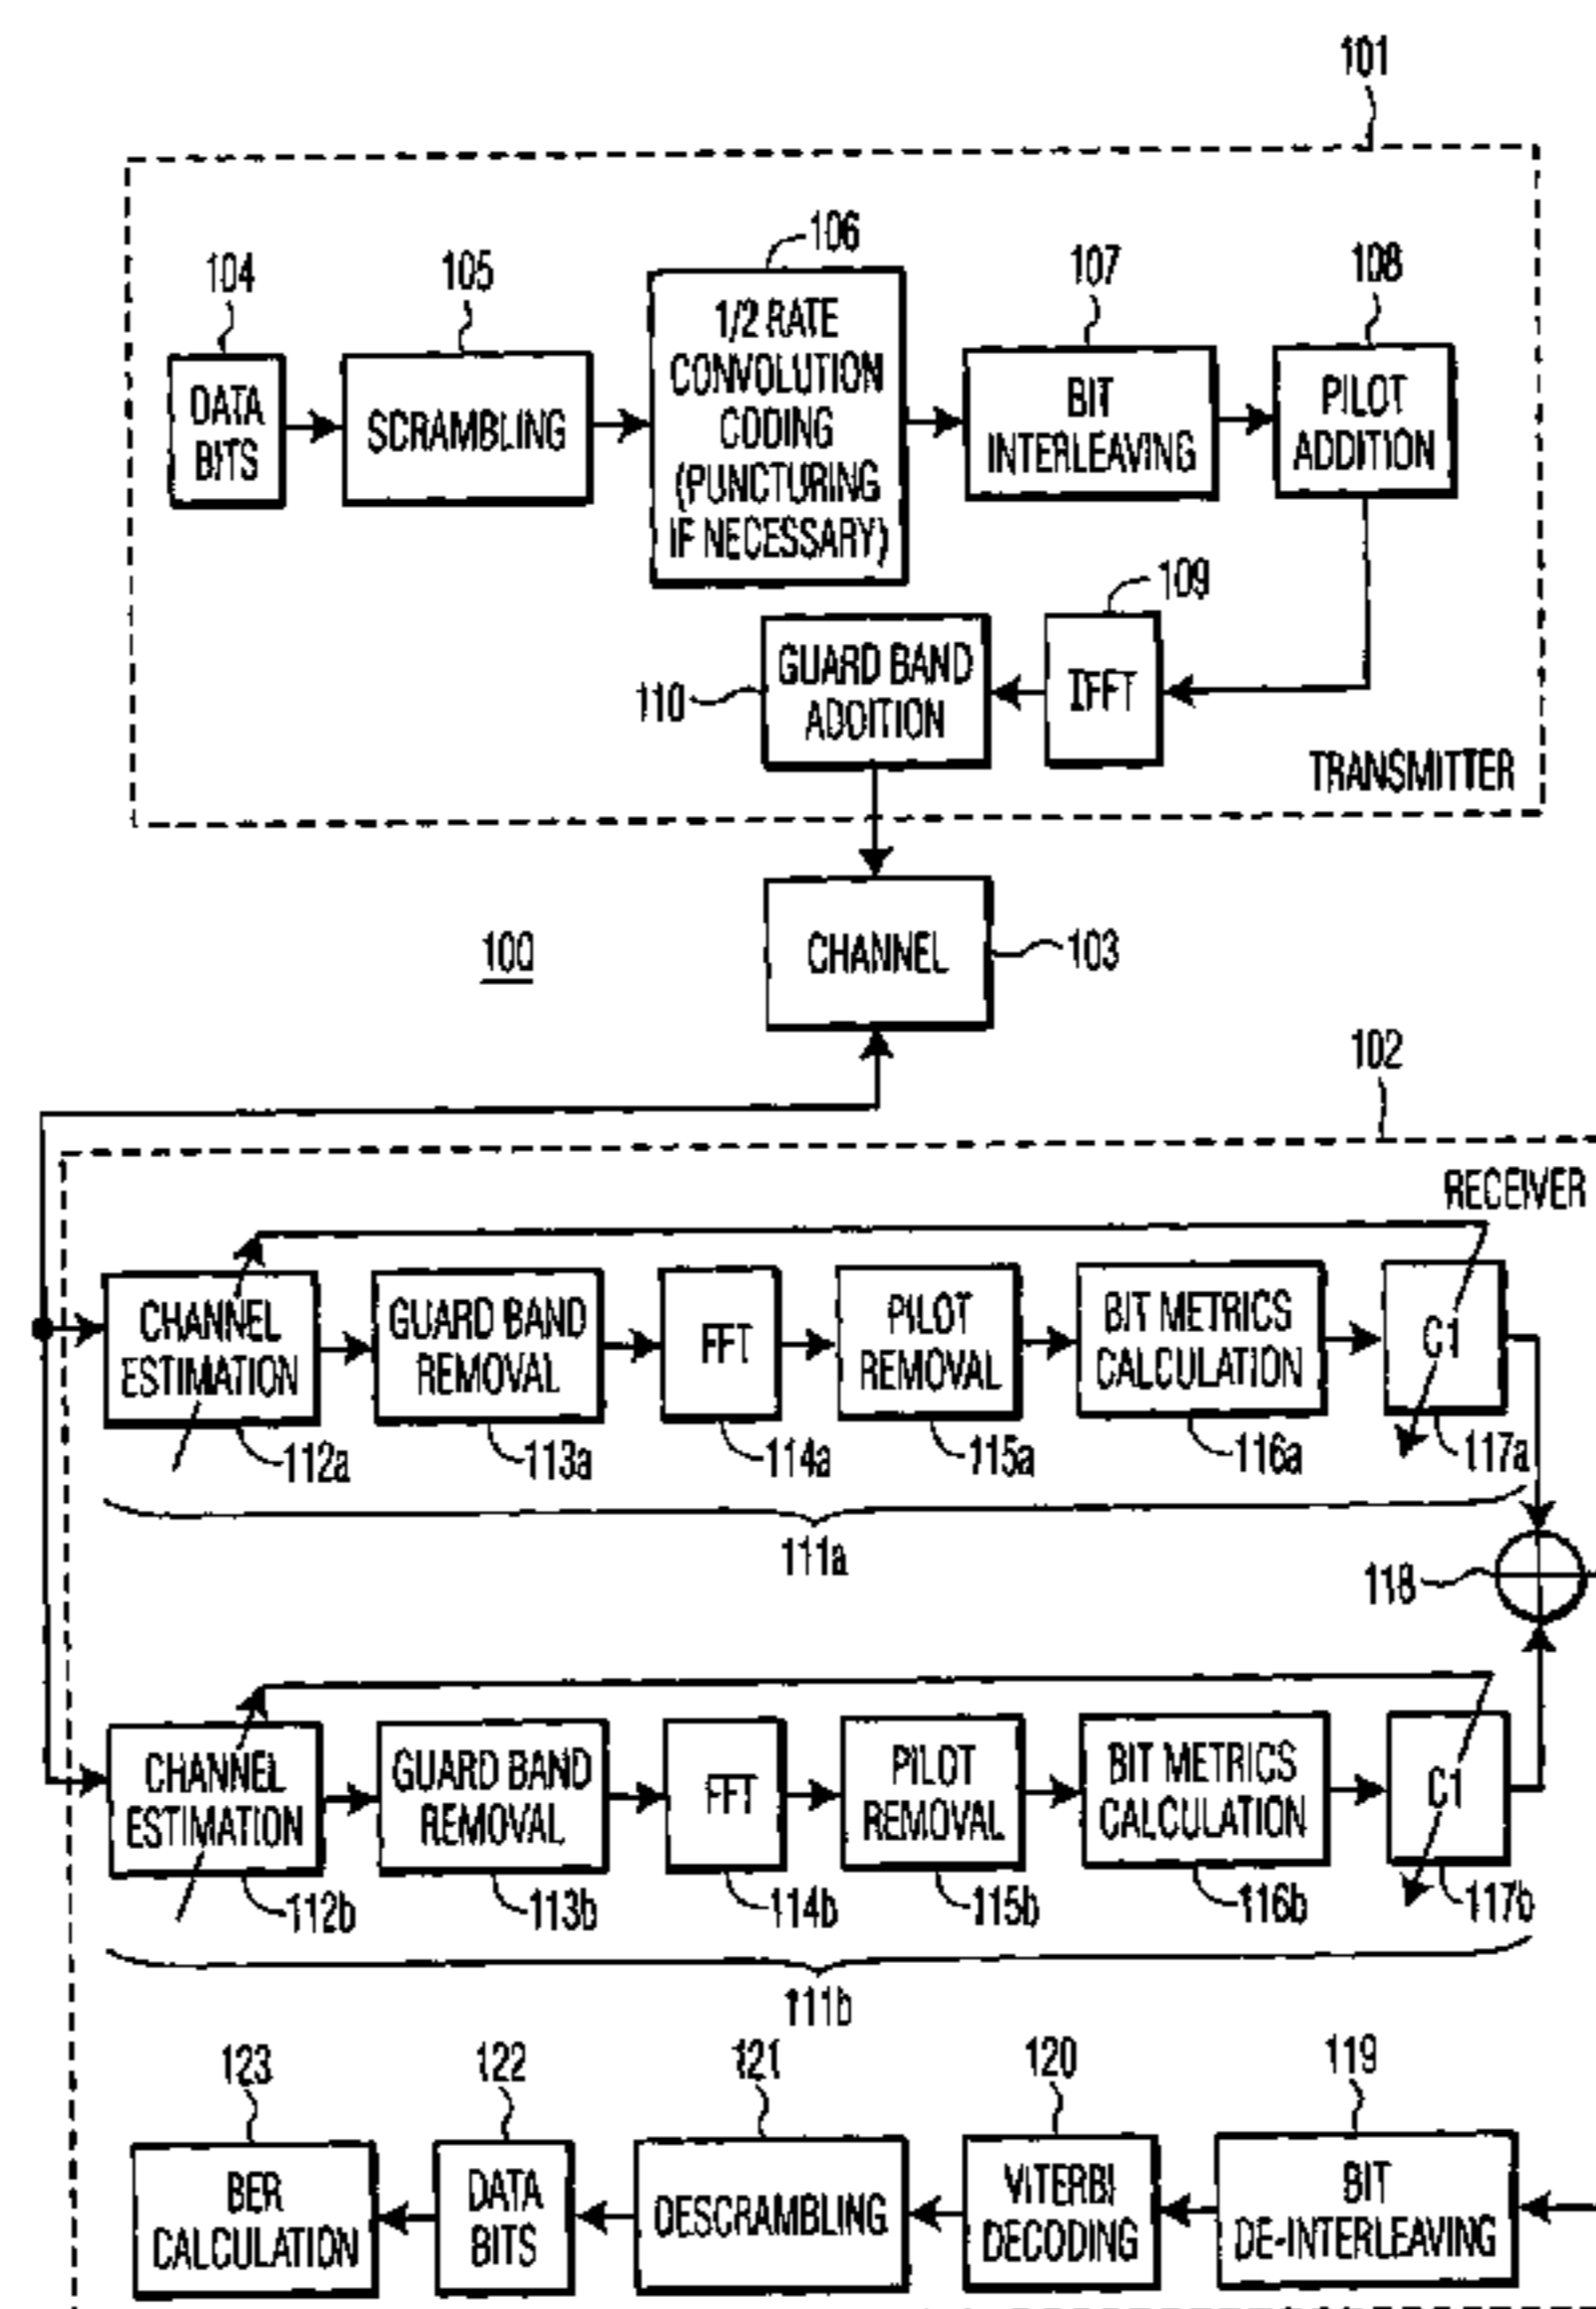 101
104
105
106
107
108
DATA
BITS
SCRAMBLING
1/2 RATE
CONVOLUTION
CODING
(PUNCTURING
IF NECESSARY)
BIT
INTERLEAVING
PILOT
ADDITION
109
110
GUARD BAND
ADDITION
IFFT
TRANSMITTER
100
CHANNEL
103
102
RECEIVER
CHANNEL
ESTIMATION
GUARD BAND
REMOVAL
FFT
PILOT
REMOVAL
BIT METRICS
CALCULATION
C1
112a
113a
114a
115a
116a
117a
111a
118
CHANNEL
ESTIMATION
GUARD BAND
REMOVAL
FFT
PILOT
REMOVAL
BIT METRICS
CALCULATION
C1
112b
113b
114b
115b
116b
117b
111b
123
122
121
120
119
BER
CALCULATION
DATA
BITS
DESCRAMBLING
VITERBI
DECODING
BIT
DE-INTERLEAVING